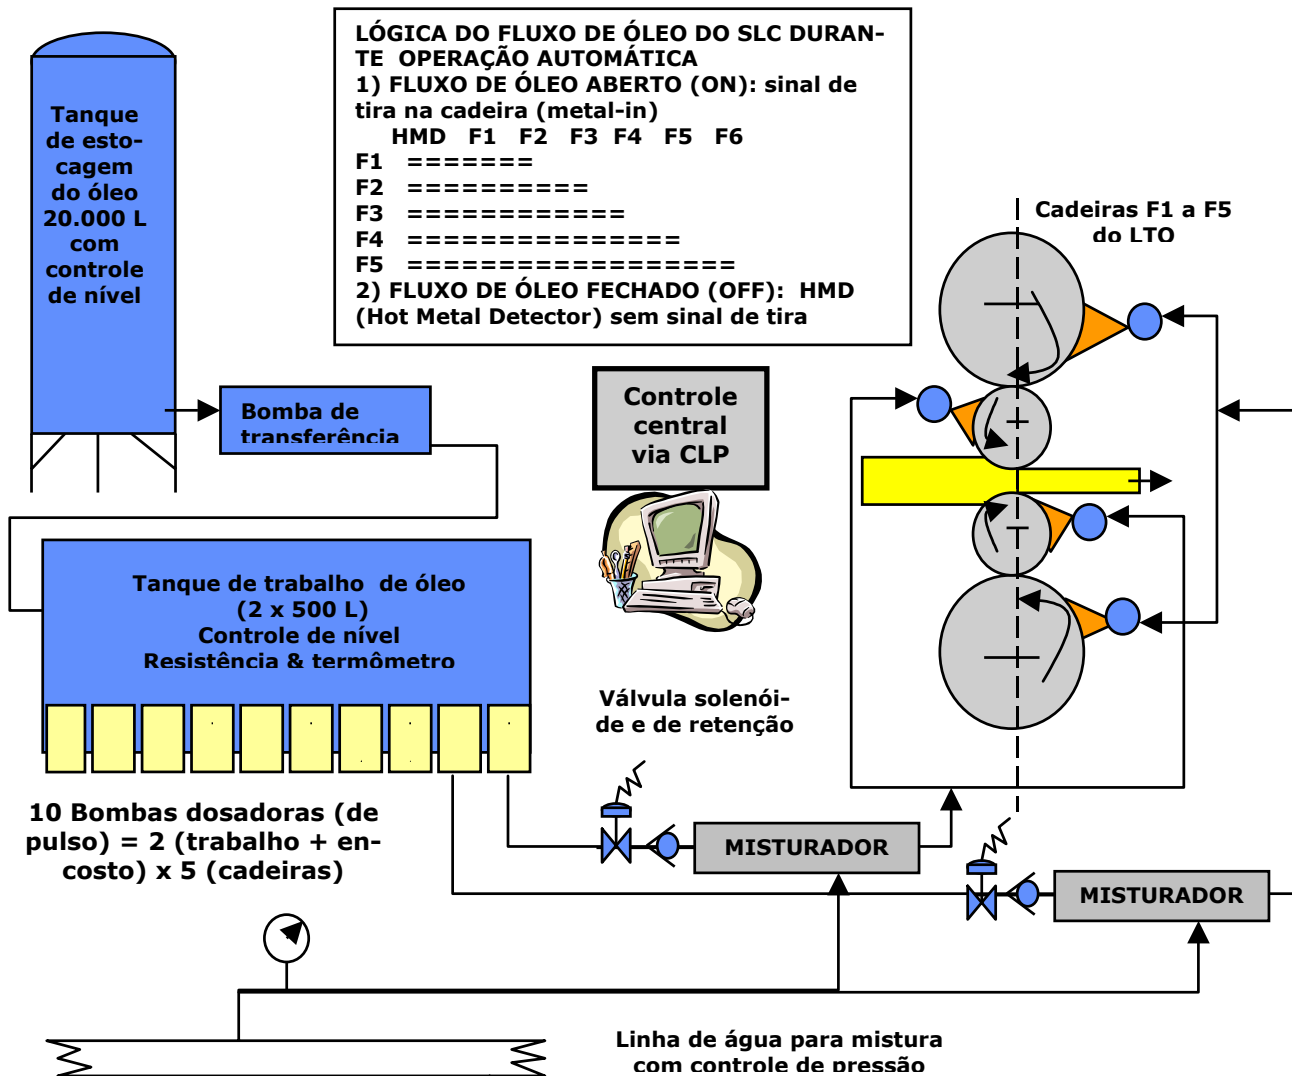 LÓGICA DO FLUXO DE ÓLEO DO SLC DURAN-
TE OPERAÇÃO AUTOMÁTICA
1) FLUXO DE ÓLEO ABERTO (ON): sinal de
tira na cadeira (metal-in)
HMD F1 F2 F3 F4 F5 F6
F1 =======
F2 ==========
F3 ============
F4 ===============
F5 ==================
2) FLUXO DE ÓLEO FECHADO (OFF): HMD
(Hot Metal Detector) sem sinal de tira
Tanque
de esto-
cagem
do óleo
20.000 L
com
controle
de nível
Cadeiras F1 a F5
do LTQ
Bomba de
transferência
Controle
central
via CLP
Tanque de trabalho de óleo
(2 x 500 L)
Controle de nível
Resistência & termômetro
Válvula solenói-
de e de retenção
10 Bombas dosadoras (de
pulso) = 2 (trabalho + en-
costo) x 5 (cadeiras)
MISTURADOR
MISTURADOR
Linha de água para mistura
com controle de pressão